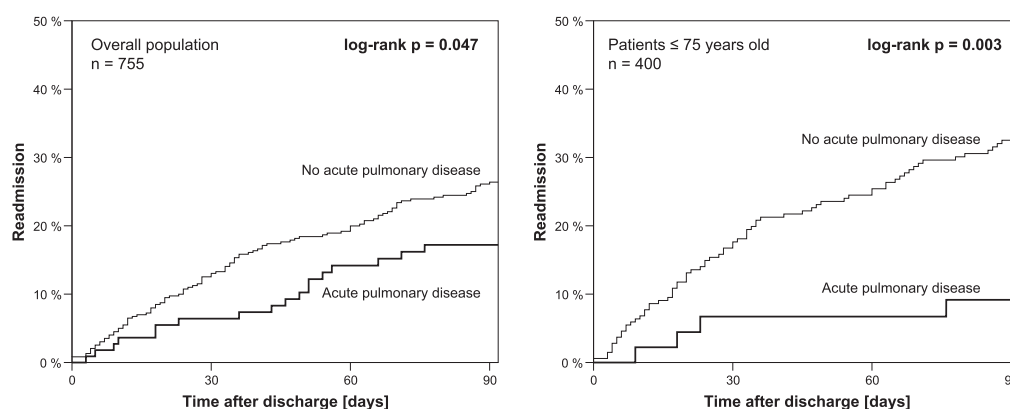 50 %
40 %
30 %
20 %
10 %
0 %
Readmission
Overall population
n = 755
log-rank p = 0.047
No acute pulmonary disease
Acute pulmonary disease
0
30
60
90
Time after discharge [days]
50 %
40 %
30 %
20 %
10 %
0 %
Readmission
Patients ≤ 75 years old
n = 400
log-rank p = 0.003
No acute pulmonary disease
Acute pulmonary disease
0
30
60
Time after discharge [days]